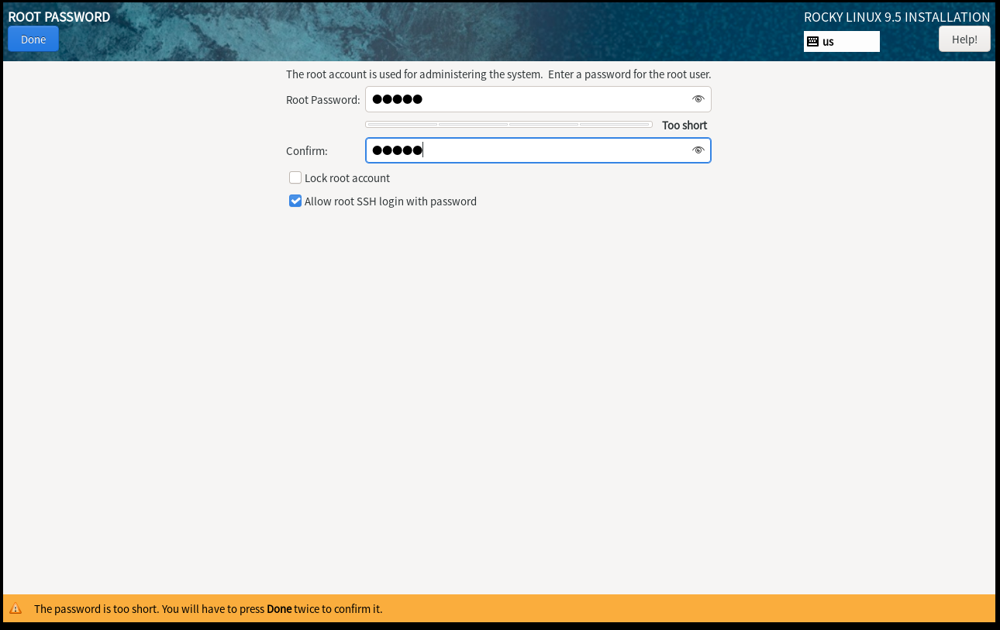 ROOT PASSWORD
ROCKY LINUX 9.5 INSTALLATION
Done
us
Help!
The root account is used for administering the system. Enter a password for the root user.
Root Password: ●●●●●
Too short
Confirm: ●●●●●
Lock root account
Allow root SSH login with password
The password is too short. You will have to press Done twice to confirm it.